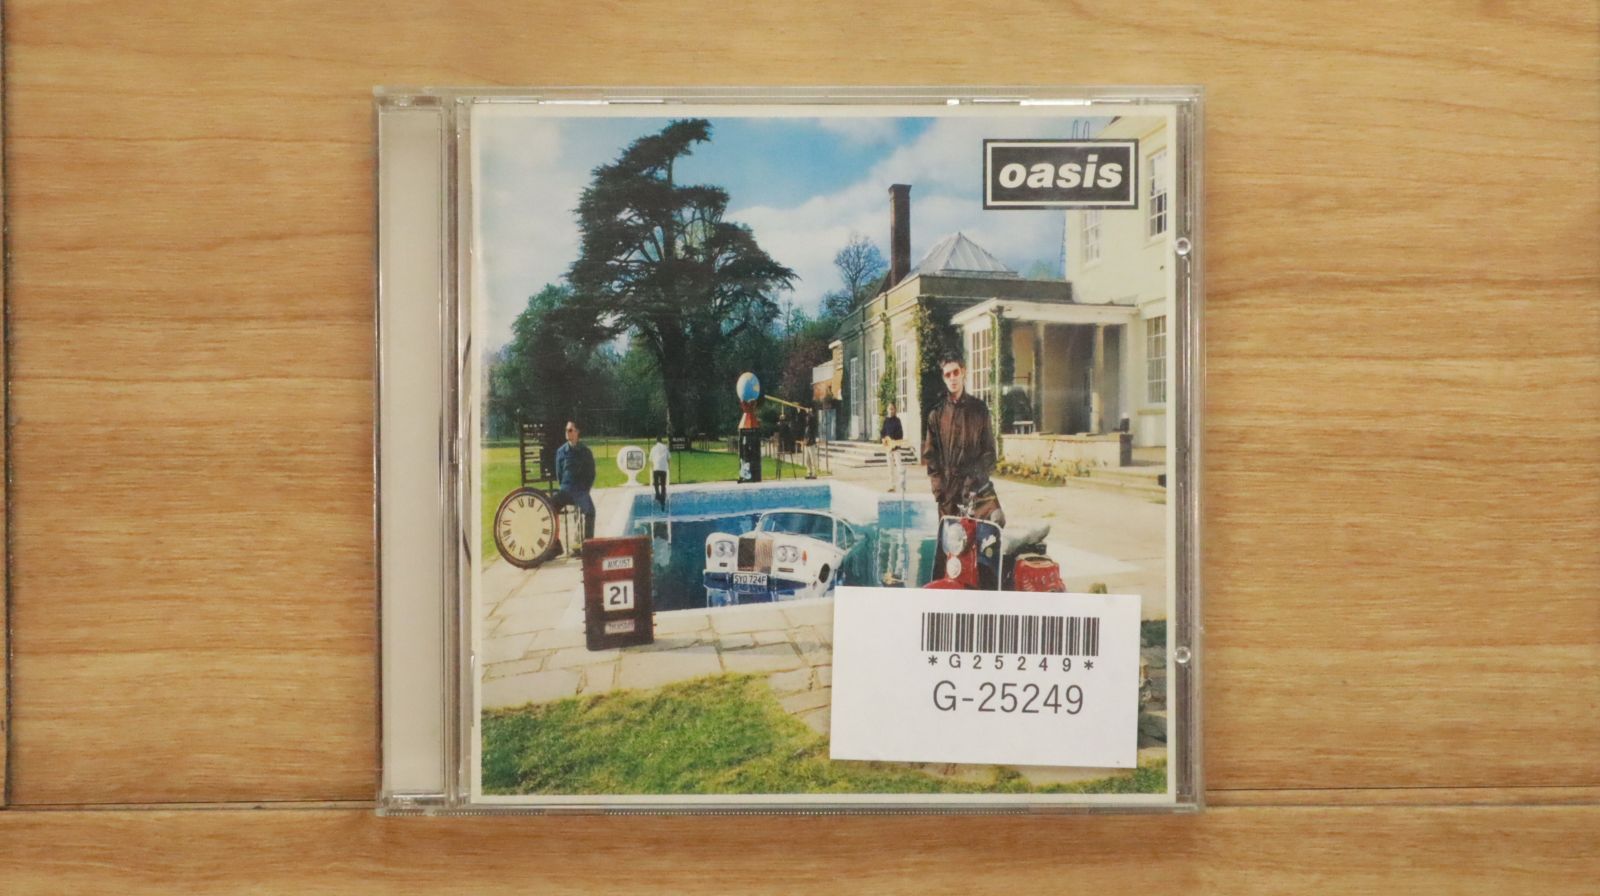 oasis
SYO 724F
AUGUST
21
THURSDAY
*G25249*
G-25249